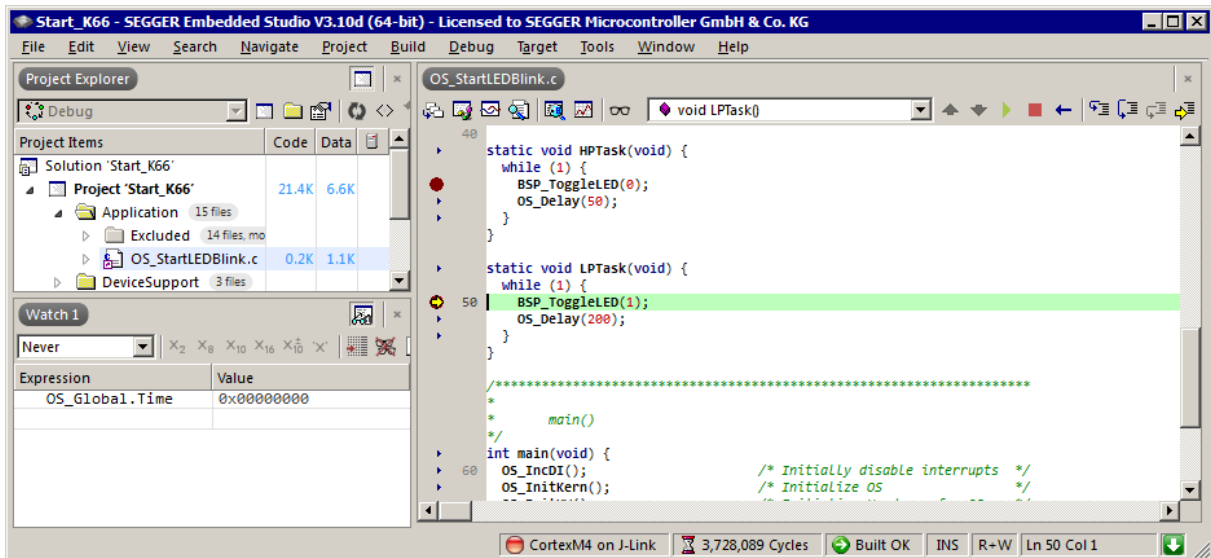 Start_K66 - SEGGER Embedded Studio V3.10d (64-bit) - Licensed to SEGGER Microcontroller GmbH & Co. KG
File Edit View Search Navigate Project Build Debug Target Tools Window Help
Project Explorer
Debug
Project Items Code Data
Solution 'Start_K66'
Project 'Start_K66' 21.4K 6.6K
Application 15 files
Excluded 14 files, mo
OS_StartLEDBlink.c 0.2K 1.1K
DeviceSupport 3 files
Watch 1
Never x2 x8 x10 x16 x±10 'x'
Expression Value
OS_Global.Time 0x00000000
OS_StartLEDBlink.c
void LPTask()
40
static void HPTask(void) {
while (1) {
BSP_ToggleLED(0);
OS_Delay(50);
}
}
static void LPTask(void) {
while (1) {
50 BSP_ToggleLED(1);
OS_Delay(200);
}
}
/*********************************************************************
*
* main()
*/
int main(void) {
60 OS_IncDI(); /* Initially disable interrupts */
OS_InitKern(); /* Initialize OS */
CortexM4 on J-Link 3,728,089 Cycles Built OK INS R+W Ln 50 Col 1